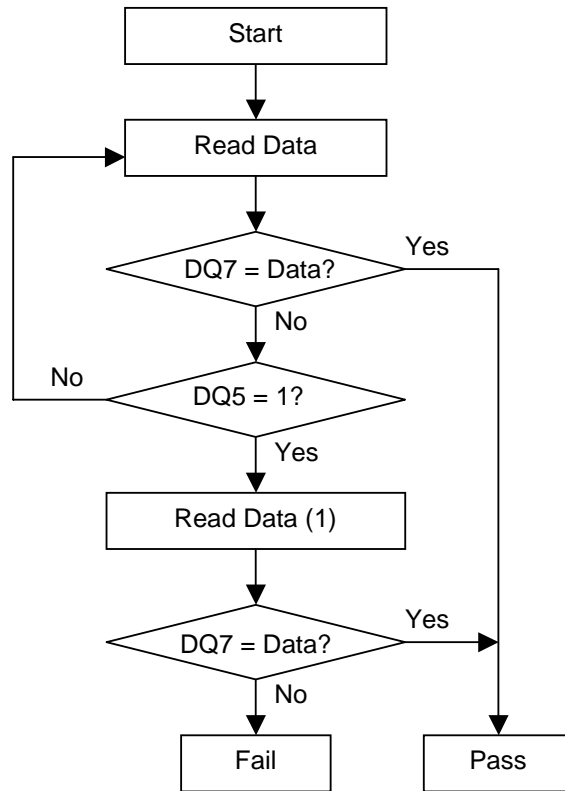 Start
Read Data
DQ7 = Data?
Yes
No
DQ5 = 1?
No
Yes
Read Data (1)
DQ7 = Data?
Yes
No
Fail
Pass